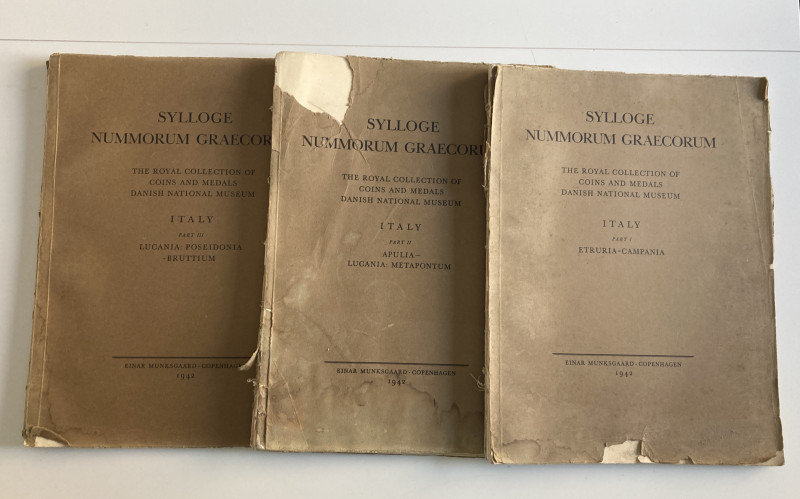 SYLLOGE
NUMMORUM GRAECOR
THE ROYAL COLLECTION OF
COINS AND MEDALS
DANISH NATIONAL MUSEUM
ITALY
PART III
LUCANIA: POSEIDONIA
-BRUTTIUM
EINAR MUNKSGAARD·COPENHAGEN
1942
SYLLOGE
NUMMORUM GRAECORU
THE ROYAL COLLECTION OF
COINS AND MEDALS
DANISH NATIONAL MUSEUM
ITALY
PART II
APULIA-
LUCANIA: METAPONTUM
EINAR MUNKSGAARD·COPENHAGEN
1942
SYLLOGE
NUMMORUM GRAECORUM
THE ROYAL COLLECTION OF
COINS AND MEDALS
DANISH NATIONAL MUSEUM
ITALY
PART I
ETRURIA-CAMPANIA
EINAR MUNKSGAARD·COPENHAGEN
1942